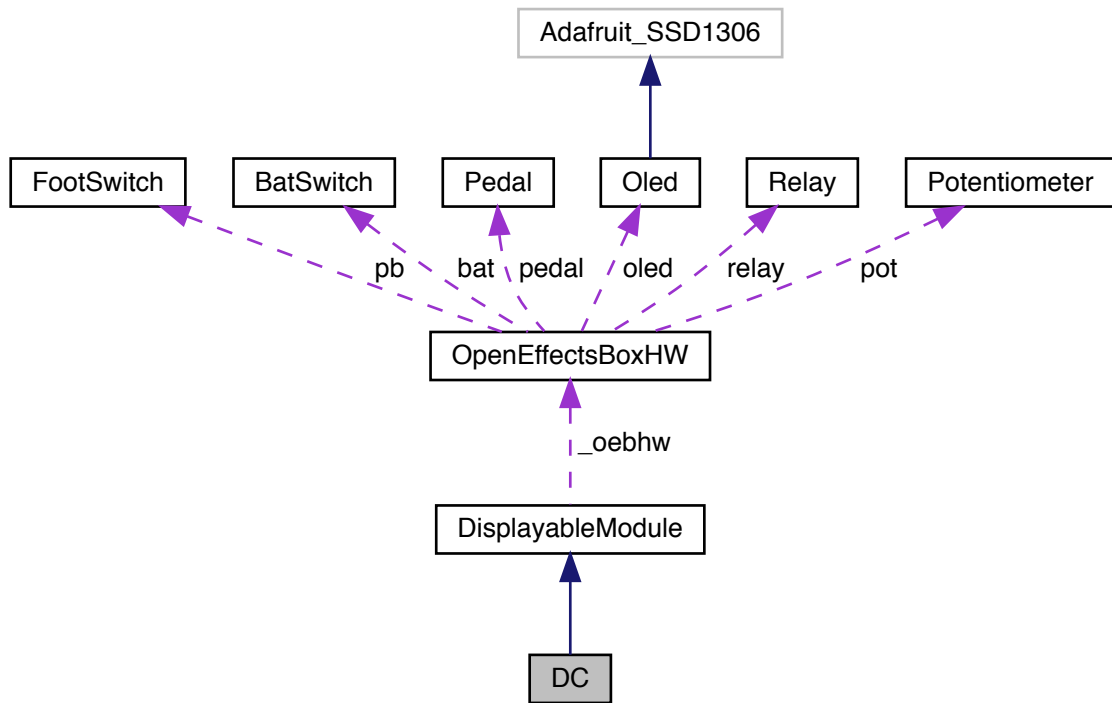 Adafruit_SSD1306
FootSwitch
BatSwitch
Pedal
Oled
Relay
Potentiometer
pb
bat
pedal
oled
relay
pot
OpenEffectsBoxHW
_oebhw
DisplayableModule
DC